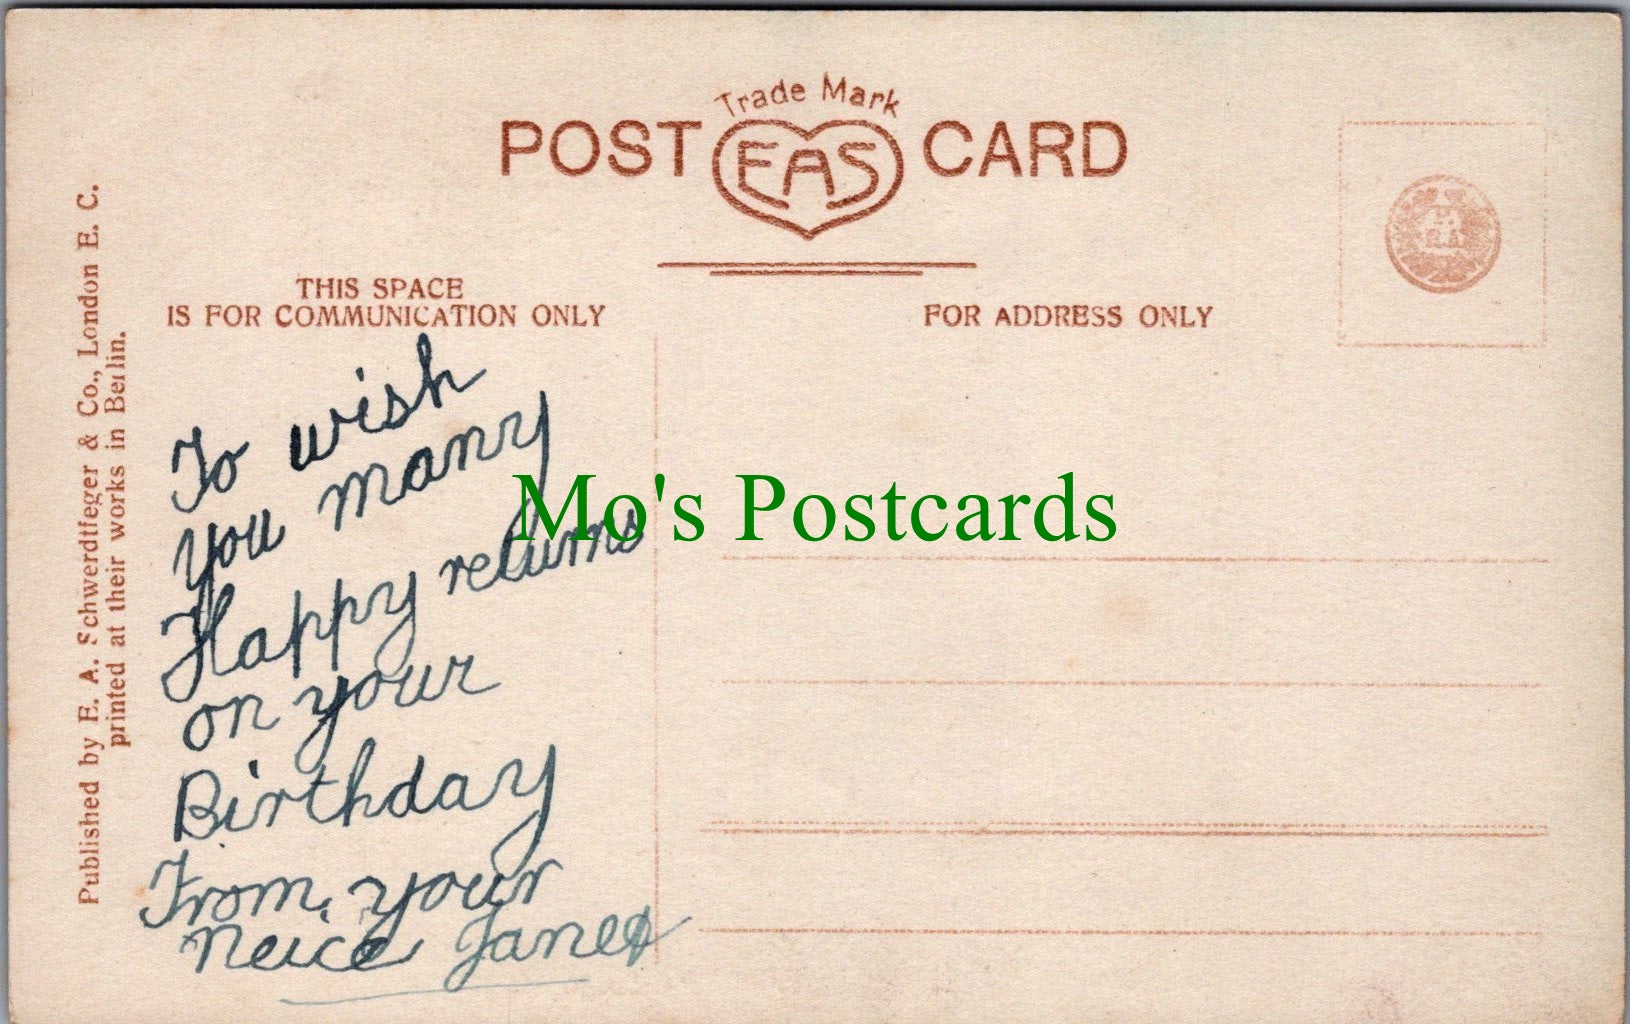 Trade Mark
POST EAS CARD
THIS SPACE
IS FOR COMMUNICATION ONLY
FOR ADDRESS ONLY
Published by E. A. Schwerdtfeger & Co., London E. C.
printed at their works in Berlin.
To wish
you many
Happy returns
on your
Birthday
From, your
neice Janet
Mo's Postcards